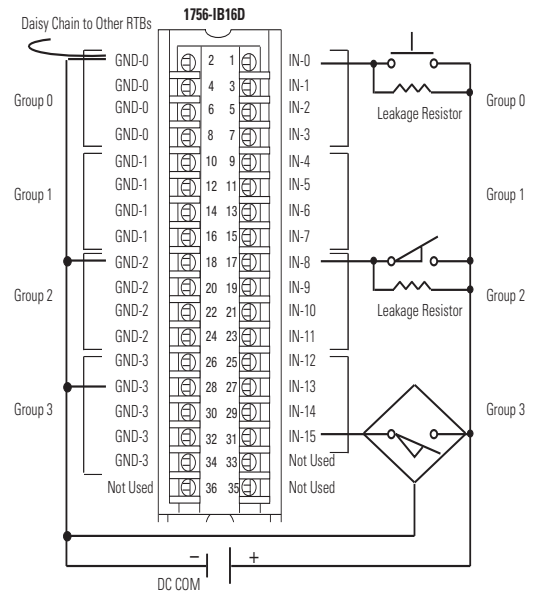 1756-IB16D
Daisy Chain to Other RTBs
GND-0 2 1 IN-0
GND-0 4 3 IN-1
Group 0 GND-0 6 5 IN-2 Leakage Resistor Group 0
GND-0 8 7 IN-3
GND-1 10 9 IN-4
GND-1 12 11 IN-5
Group 1 Group 1
GND-1 14 13 IN-6
GND-1 16 15 IN-7
GND-2 18 17 IN-8
GND-2 20 19 IN-9
Group 2 Group 2
GND-2 22 21 IN-10 Leakage Resistor
GND-2 24 23 IN-11
GND-3 26 25 IN-12
GND-3 28 27 IN-13
Group 3 GND-3 30 29 IN-14 Group 3
GND-3 32 31 IN-15
GND-3 34 33 Not Used
Not Used 36 35 Not Used
– +
DC COM